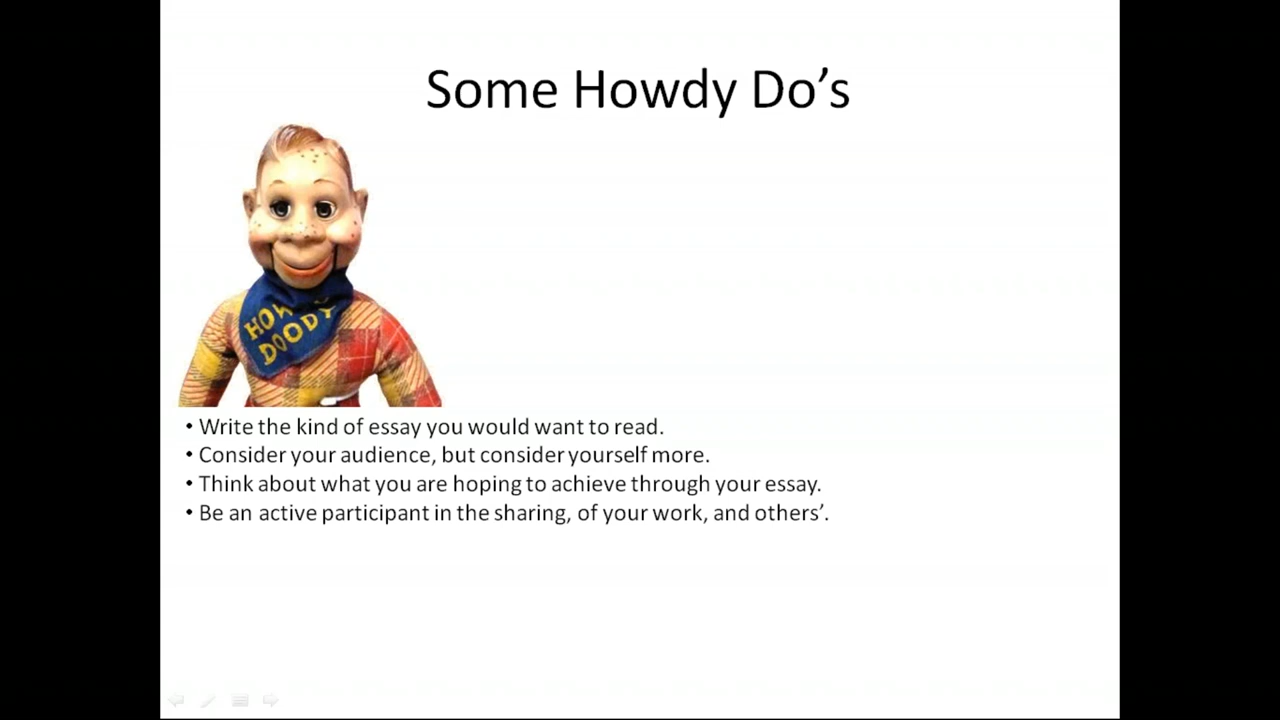 Some Howdy Do’s
HOW
DOODY
• Write the kind of essay you would want to read.
• Consider your audience, but consider yourself more.
• Think about what you are hoping to achieve through your essay.
• Be an active participant in the sharing, of your work, and others’.